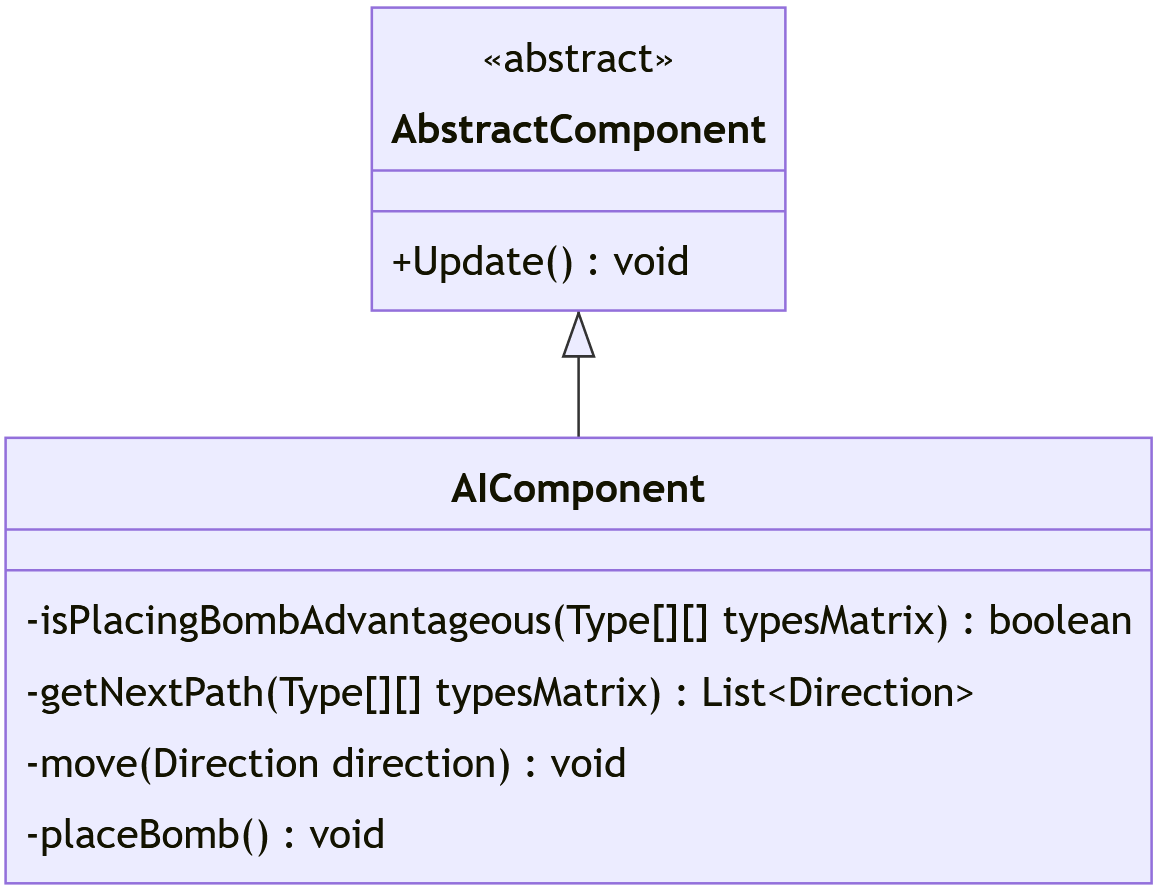 «abstract»
AbstractComponent
+Update() : void
AIComponent
-isPlacingBombAdvantageous(Type[][] typesMatrix) : boolean
-getNextPath(Type[][] typesMatrix) : List<Direction>
-move(Direction direction) : void
-placeBomb() : void